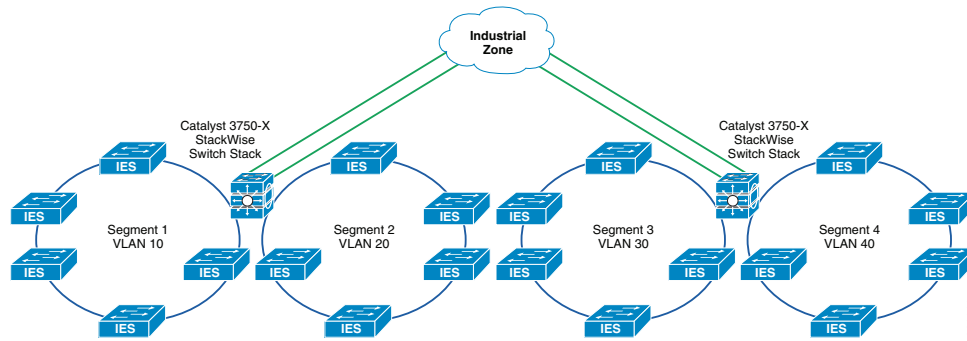 Industrial
Zone
Catalyst 3750-X
StackWise
Switch Stack
Catalyst 3750-X
StackWise
Switch Stack
IES
IES
IES
IES
IES
IES
IES
IES
Segment 1
VLAN 10
Segment 2
VLAN 20
Segment 3
VLAN 30
Segment 4
VLAN 40
IES
IES
IES
IES
IES
IES
IES
IES
IES
IES
IES
IES